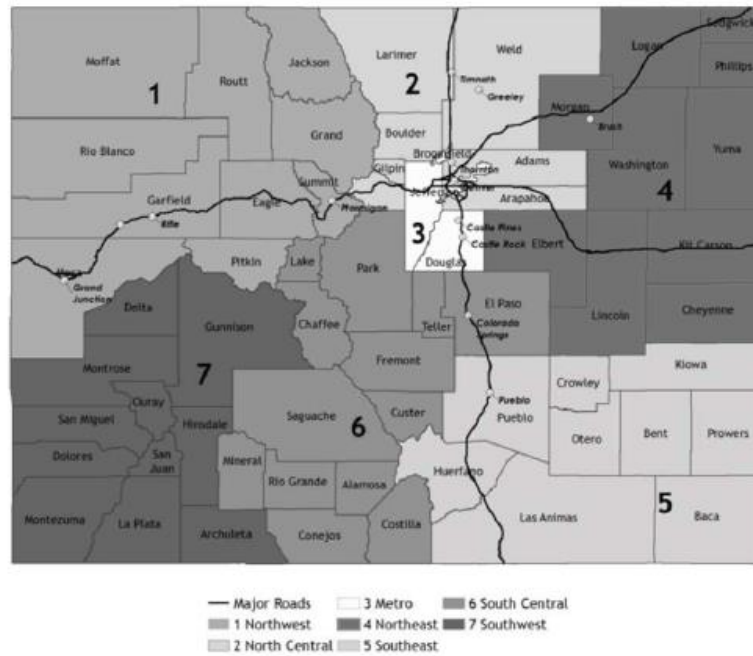 Moffat
1
Routt
Jackson
Larimer
2
Weld
Timnath
Greeley
Logan
Sedgwick
Phillips
Morgan
Brush
Rio Blanco
Grand
Boulder
Broomfield
Gilpin
Thornton
Adams
Washington
Yuma
4
Garfield
Rifle
Eagle
Summit
Jefferson
Denver
Arapahoe
3
Castle Pines
Castle Rock
Douglas
Elbert
Kit Carson
Mesa
Grand
Junction
Pitkin
Lake
Park
Delta
Gunnison
Chaffee
Teller
El Paso
Colorado
Springs
Lincoln
Cheyenne
Montrose
7
Fremont
Kiowa
Crowley
Ouray
San Miguel
Hinsdale
Saguache
6
Custer
Pueblo
Pueblo
Otero
Bent
Prowers
Dolores
San
Juan
Mineral
Rio Grande
Alamosa
Huerfano
Montezuma
La Plata
Archuleta
Conejos
Costilla
Las Animas
5
Baca
Major Roads
3 Metro
6 South Central
1 Northwest
4 Northeast
7 Southwest
2 North Central
5 Southeast